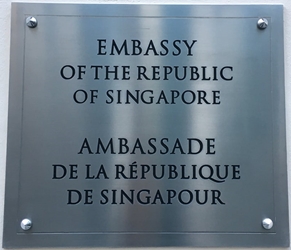 EMBASSY
OF THE REPUBLIC
OF SINGAPORE
AMBASSADE
DE LA RÉPUBLIQUE
DE SINGAPOUR